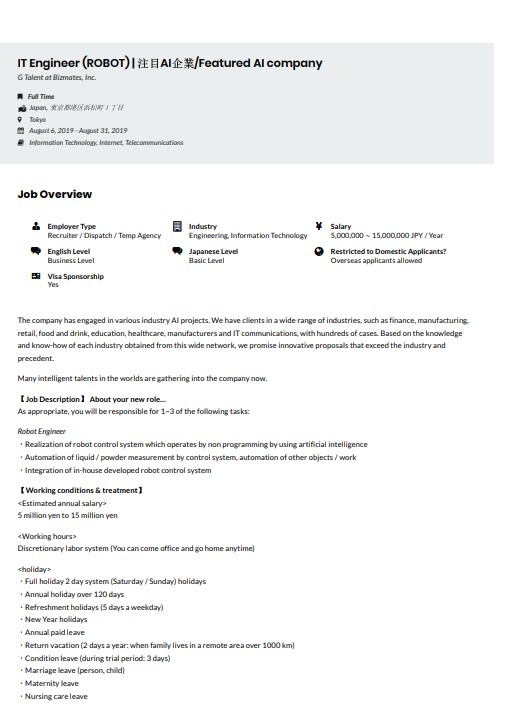 IT Engineer (ROBOT) | 注目AI企業/Featured AI company
G Talent at Bizmates, Inc.
Full Time
Japan, 東京都港区浜松町１丁目
Tokyo
August 6, 2019 - August 31, 2019
Information Technology, Internet, Telecommunications
Job Overview
Employer Type
Recruiter / Dispatch / Temp Agency
Industry
Engineering, Information Technology
Salary
5,000,000 ~ 15,000,000 JPY / Year
English Level
Business Level
Japanese Level
Basic Level
Restricted to Domestic Applicants?
Overseas applicants allowed
Visa Sponsorship
Yes
The company has engaged in various industry AI projects. We have clients in a wide range of industries, such as finance, manufacturing,
retail, food and drink, education, healthcare, manufacturers and IT communications, with hundreds of cases. Based on the knowledge
and know-how of each industry obtained from this wide network, we promise innovative proposals that exceed the industry and
precedent.
Many intelligent talents in the worlds are gathering into the company now.
【Job Description】 About your new role...
As appropriate, you will be responsible for 1~3 of the following tasks:
Robot Engineer
・Realization of robot control system which operates by non programming by using artificial intelligence
・Automation of liquid / powder measurement by control system, automation of other objects / work
・Integration of in-house developed robot control system
【Working conditions & treatment】
<Estimated annual salary>
5 million yen to 15 million yen
<Working hours>
Discretionary labor system (You can come office and go home anytime)
<holiday>
・Full holiday 2 day system (Saturday / Sunday) holidays
・Annual holiday over 120 days
・Refreshment holidays (5 days a weekday)
・New Year holidays
・Annual paid leave
・Return vacation (2 days a year: when family lives in a remote area over 1000 km)
・Condition leave (during trial period: 3 days)
・Marriage leave (person, child)
・Maternity leave
・Nursing care leave